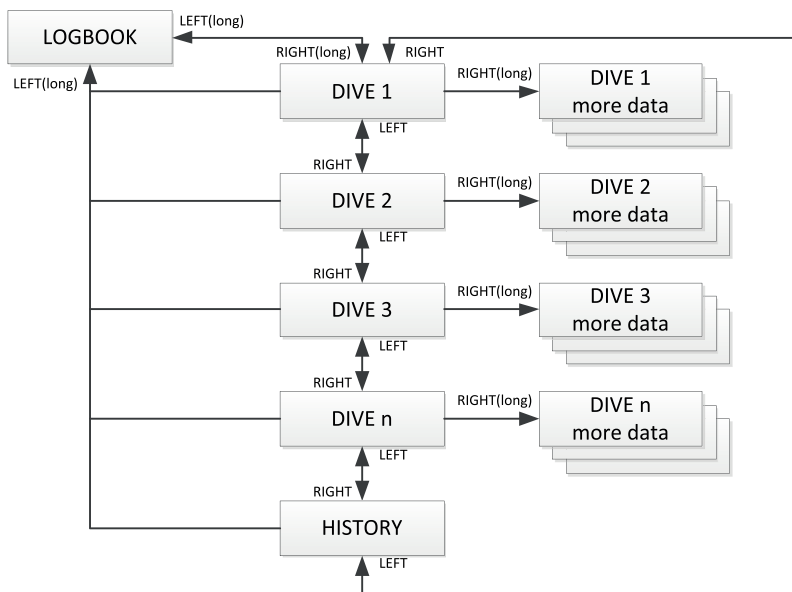 LOGBOOK
LEFT(long)
RIGHT(long)
RIGHT
LEFT(long)
DIVE 1
RIGHT(long)
DIVE 1
more data
LEFT
RIGHT
DIVE 2
RIGHT(long)
DIVE 2
more data
LEFT
RIGHT
DIVE 3
RIGHT(long)
DIVE 3
more data
LEFT
RIGHT
DIVE n
RIGHT(long)
DIVE n
more data
LEFT
RIGHT
HISTORY
LEFT